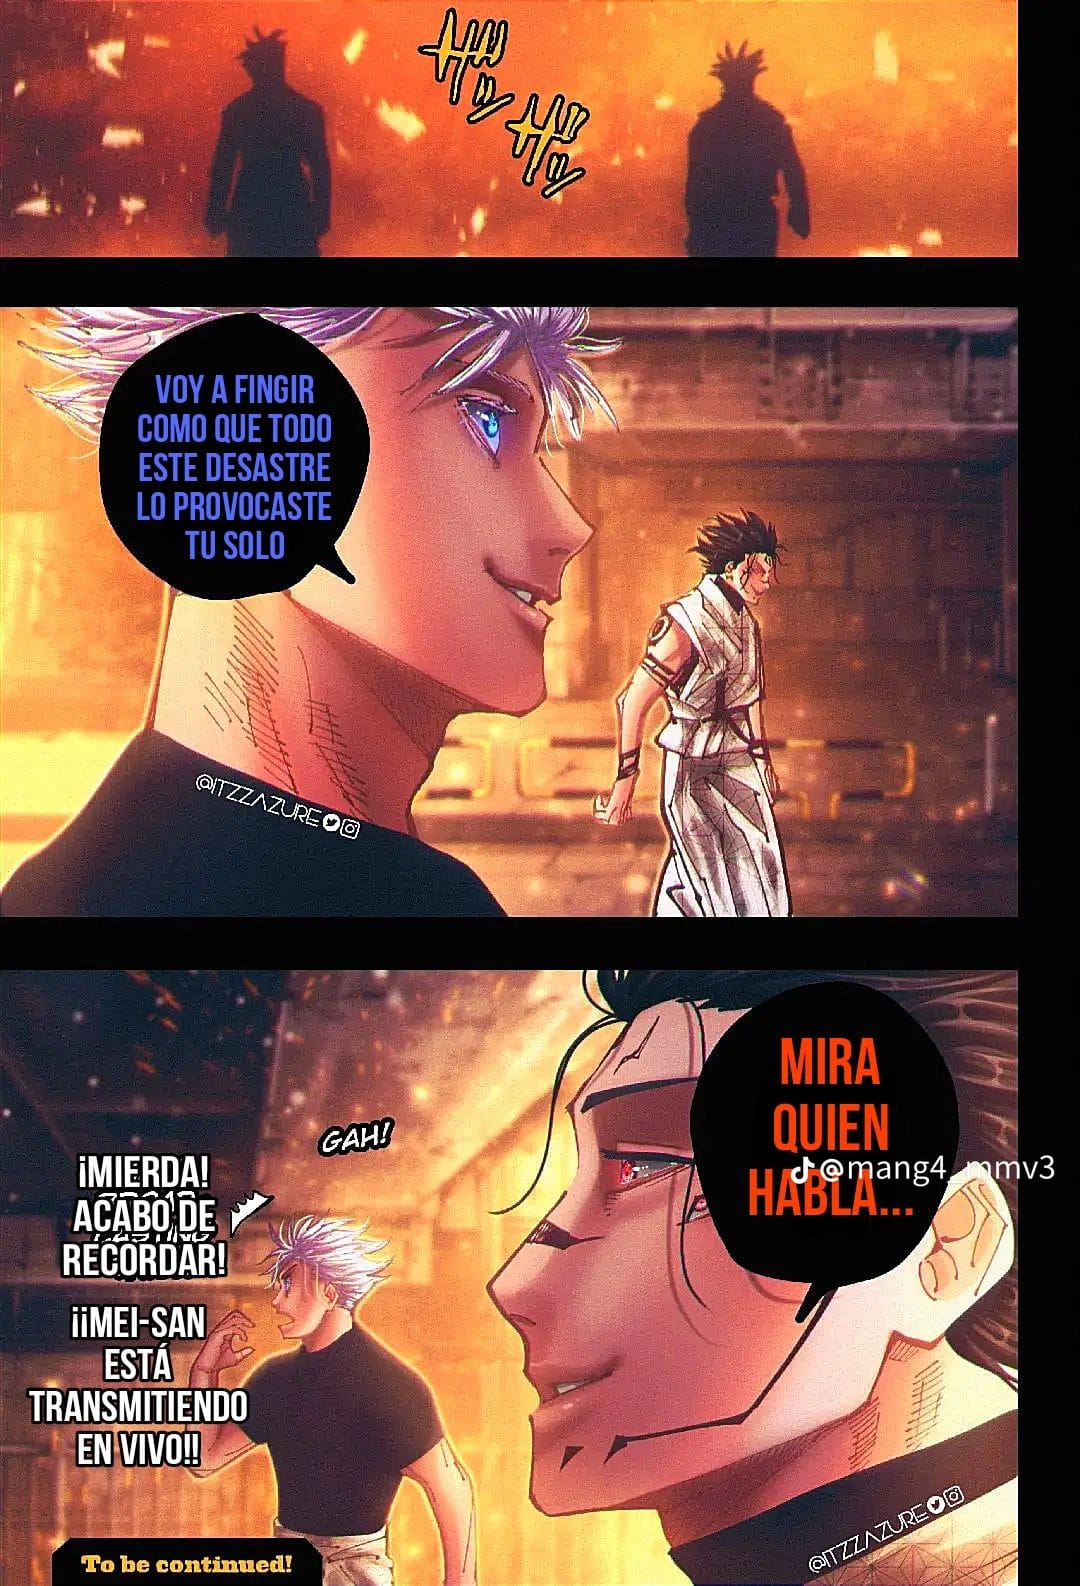 VOY A FINGIR
COMO QUE TODO
ESTE DESASTRE
LO PROVOCASTE
TU SOLO
@ITZZAZURE
MIRA
QUIEN
HABLA...
@mang4_mmv3
GAH!
¡MIERDA!
ACABO DE
RECORDAR!
¡¡MEI-SAN
ESTÁ
TRANSMITIENDO
EN VIVO!!
@ITZZAZURE
To be continued!